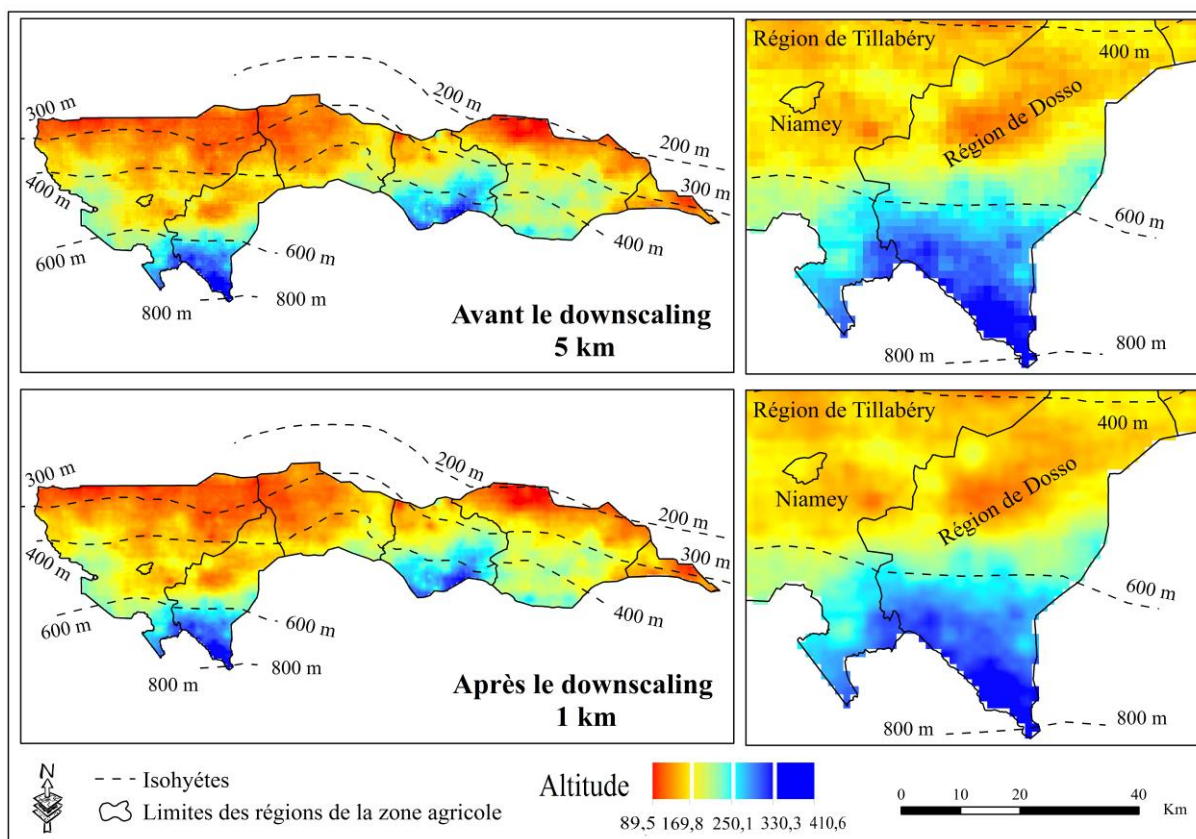 300 m
200 m
200 m
300 m
400 m
600 m
400 m
600 m
800 m
800 m
Avant le downscaling
5 km
Région de Tillabéry
400 m
Niamey
Région de Dosso
600 m
800 m
800 m
300 m
200 m
200 m
300 m
400 m
400 m
600 m
600 m
800 m
800 m
Après le downscaling
1 km
Région de Tillabéry
400 m
Niamey
Région de Dosso
600 m
800 m
800 m
N
Isohyétes
Limites des régions de la zone agricole
Altitude
89,5 169,8 250,1 330,3 410,6
0 10 20 40
Km